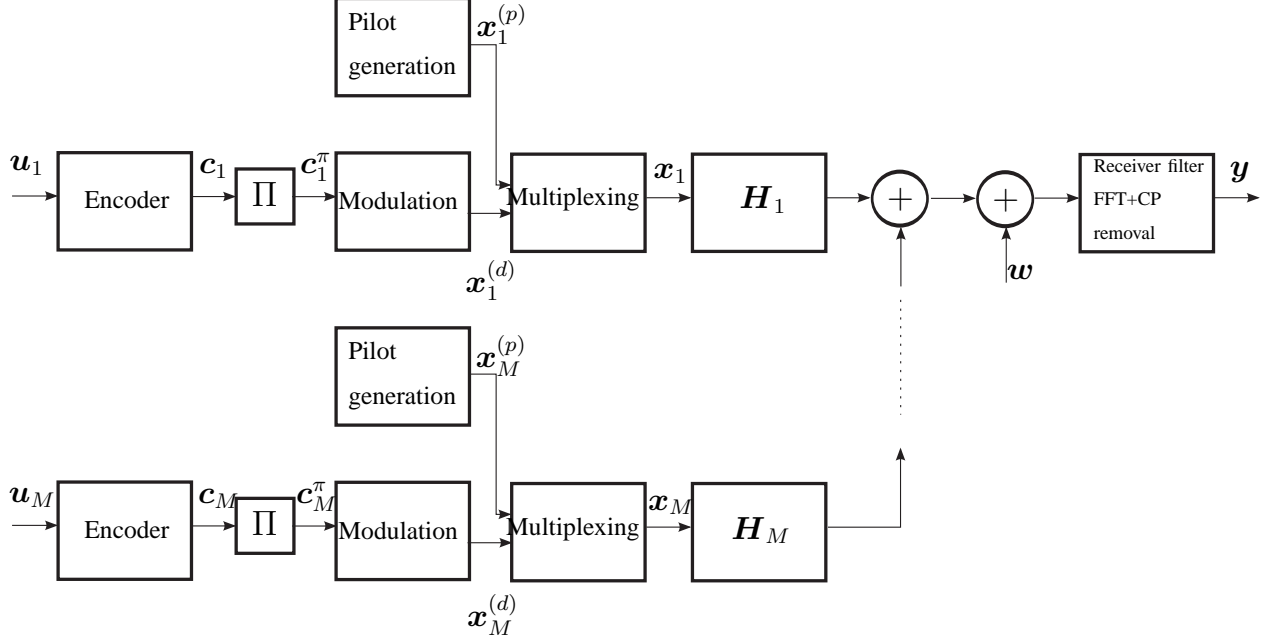 Pilot
generation
x_1^{(p)}
u_1
Encoder
c_1
Π
c_1^π
Modulation
x_1^{(d)}
Multiplexing
x_1
H_1
+
+
w
Receiver filter
FFT+CP
removal
y
Pilot
generation
x_M^{(p)}
u_M
Encoder
c_M
Π
c_M^π
Modulation
x_M^{(d)}
Multiplexing
x_M
H_M